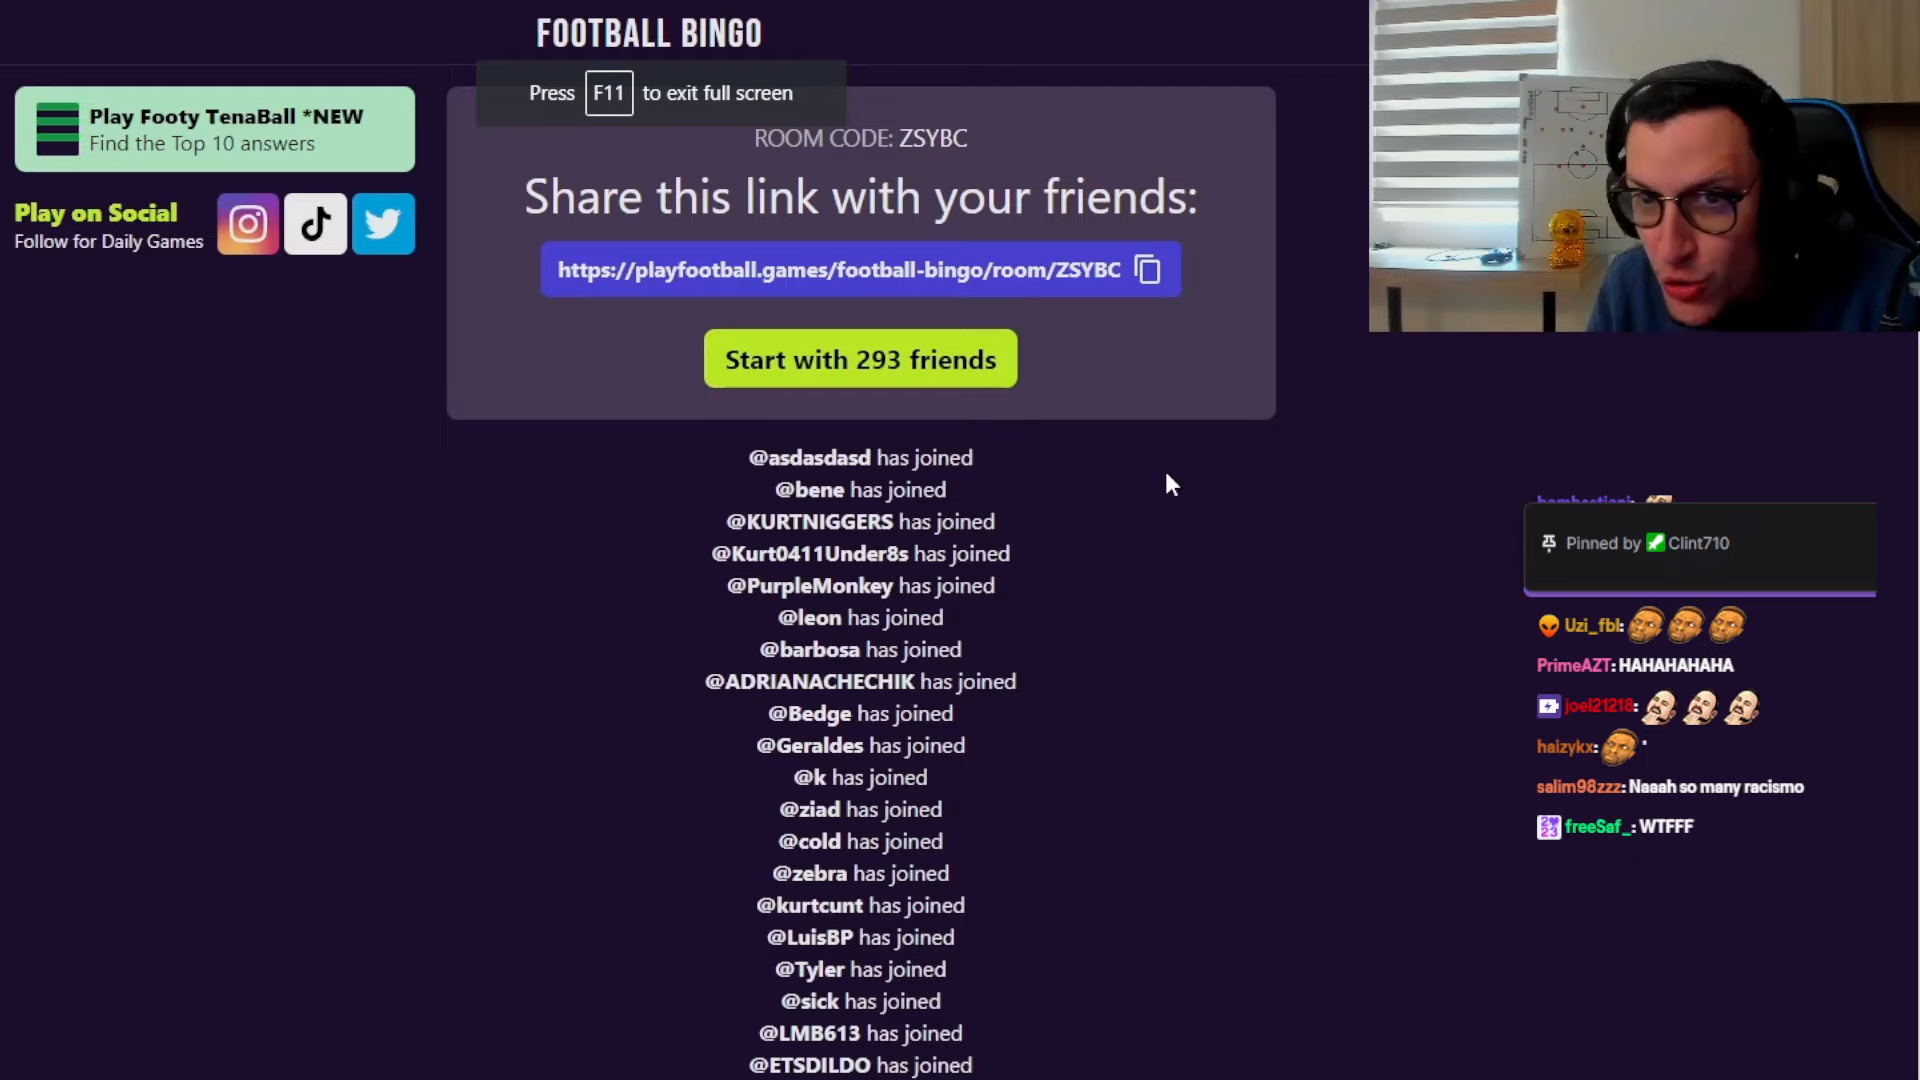 FOOTBALL BINGO
Press F11 to exit full screen
Play Footy TenaBall *NEW
Find the Top 10 answers
Play on Social
Follow for Daily Games
ROOM CODE: ZSYBC
Share this link with your friends:
https://playfootball.games/football-bingo/room/ZSYBC
Start with 293 friends
@asdasdasd has joined
@bene has joined
@KURTNIGGERS has joined
@Kurt0411Under8s has joined
@PurpleMonkey has joined
@leon has joined
@barbosa has joined
@ADRIANACHECHIK has joined
@Bedge has joined
@Geraldes has joined
@k has joined
@ziad has joined
@cold has joined
@zebra has joined
@kurtcunt has joined
@LuisBP has joined
@Tyler has joined
@sick has joined
@LMB613 has joined
@ETSDILDO has joined
Pinned by Clint710
Uzi_fbl:
PrimeAZT: HAHAHAHAHA
joel21218:
haizykx: '
salim98zzz: Naaah so many racismo
freeSaf_: WTFFF